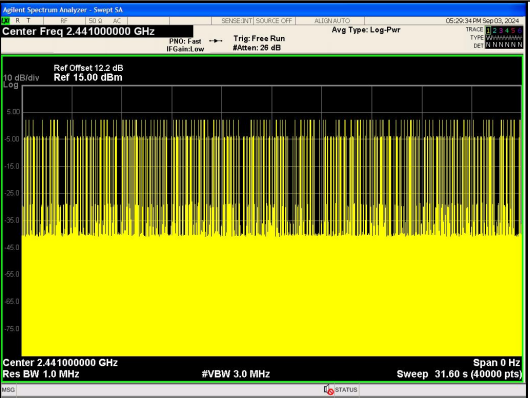 Agilent Spectrum Analyzer - Swept SA
R T RF 50 Ω AC SENSE:INT SOURCE OFF ALIGN AUTO 05:29:34 PM Sep 03, 2024
Center Freq 2.441000000 GHz Avg Type: Log-Pwr TRACE 1 2 3 4 5 6
PNO: Fast Trig: Free Run TYPE
IFGain:Low #Atten: 26 dB DET N N N N N N
Ref Offset 12.2 dB
10 dB/div Ref 15.00 dBm
Log
5.00
-5.00
-15.0
-25.0
-35.0
-45.0
-55.0
-65.0
-75.0
Center 2.441000000 GHz Span 0 Hz
Res BW 1.0 MHz #VBW 3.0 MHz Sweep 31.60 s (40000 pts)
MSG STATUS